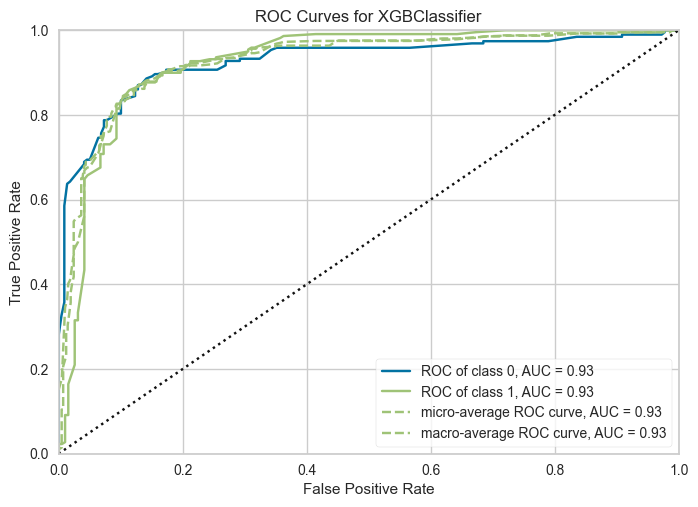 ROC Curves for XGBClassifier
1.0
0.8
0.6
0.4
0.2
0.0
True Positive Rate
ROC of class 0, AUC = 0.93
ROC of class 1, AUC = 0.93
micro-average ROC curve, AUC = 0.93
macro-average ROC curve, AUC = 0.93
0.0 0.2 0.4 0.6 0.8 1.0
False Positive Rate